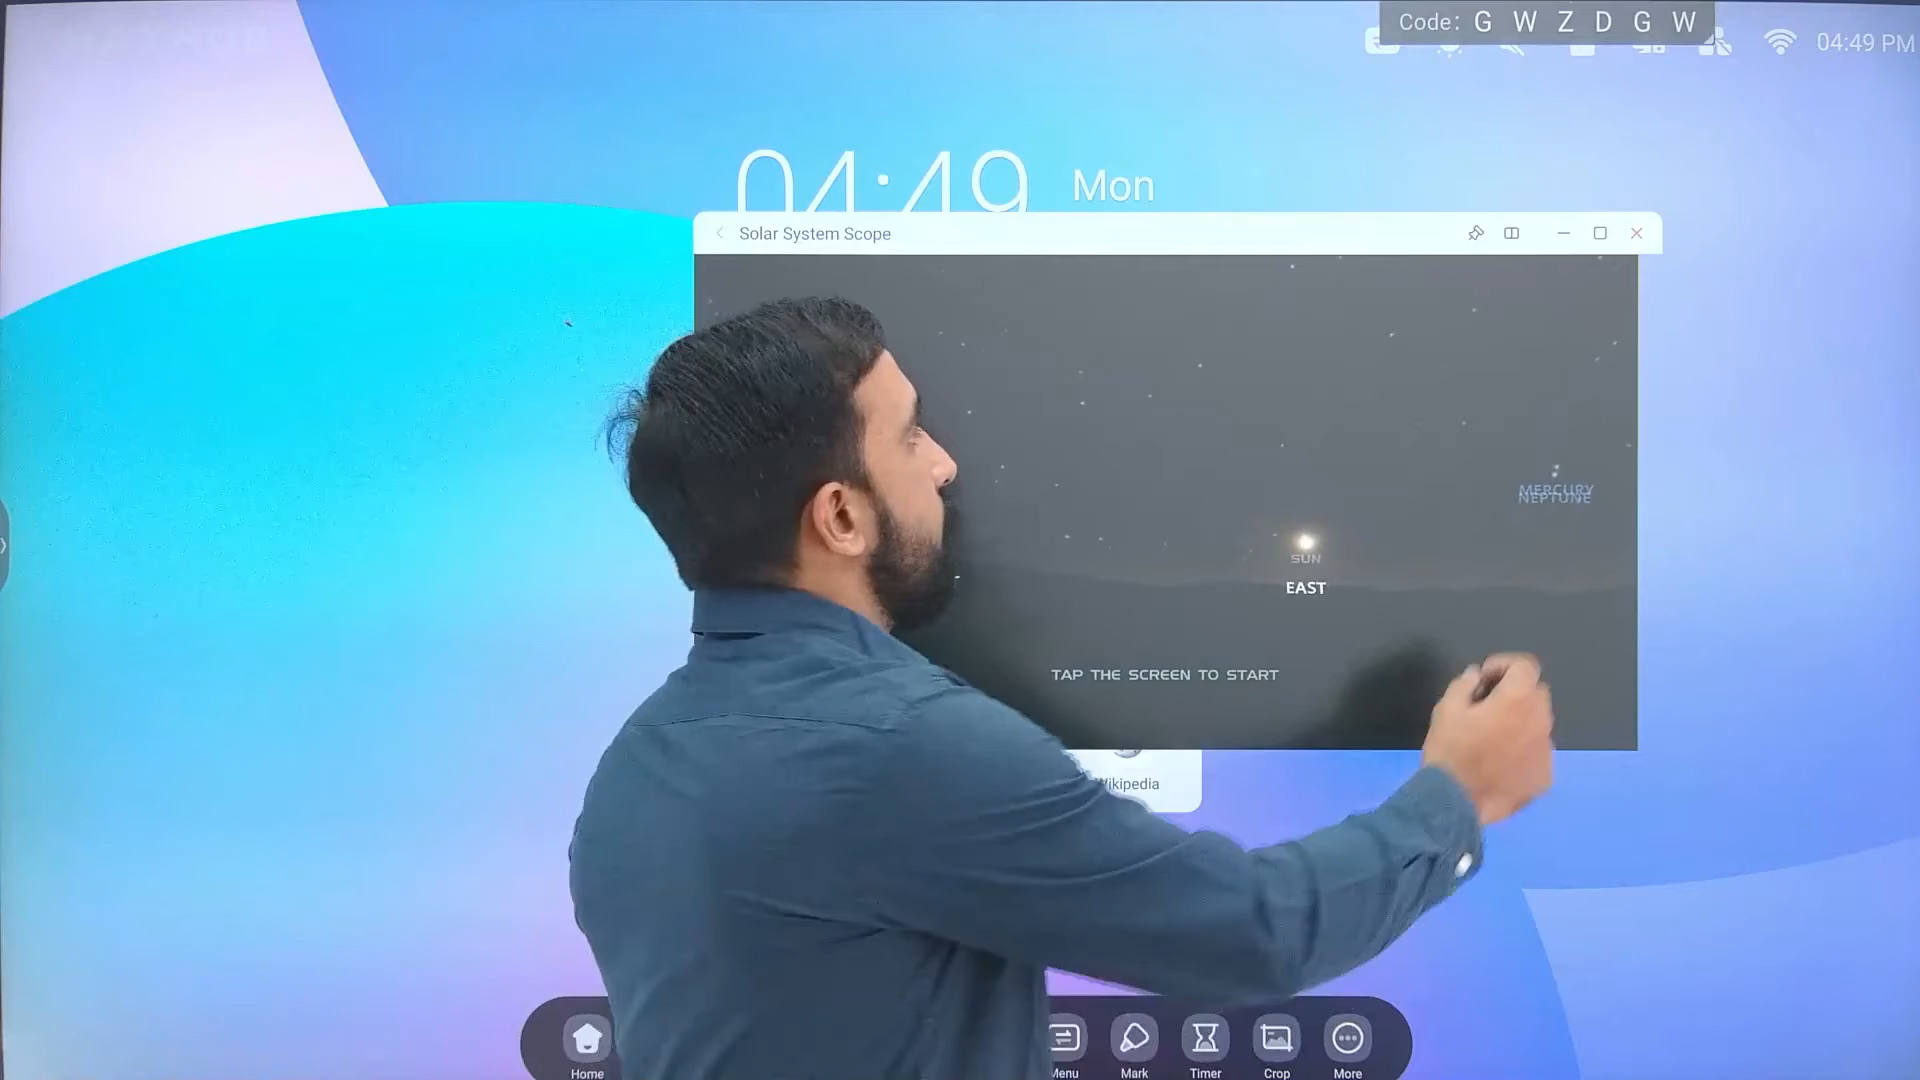 Code: G W Z D G W
04:49 PM
04:49 Mon
Solar System Scope
MERCURY
NEPTUNE
SUN
EAST
TAP THE SCREEN TO START
Wikipedia
Home
Menu
Mark
Timer
Crop
More